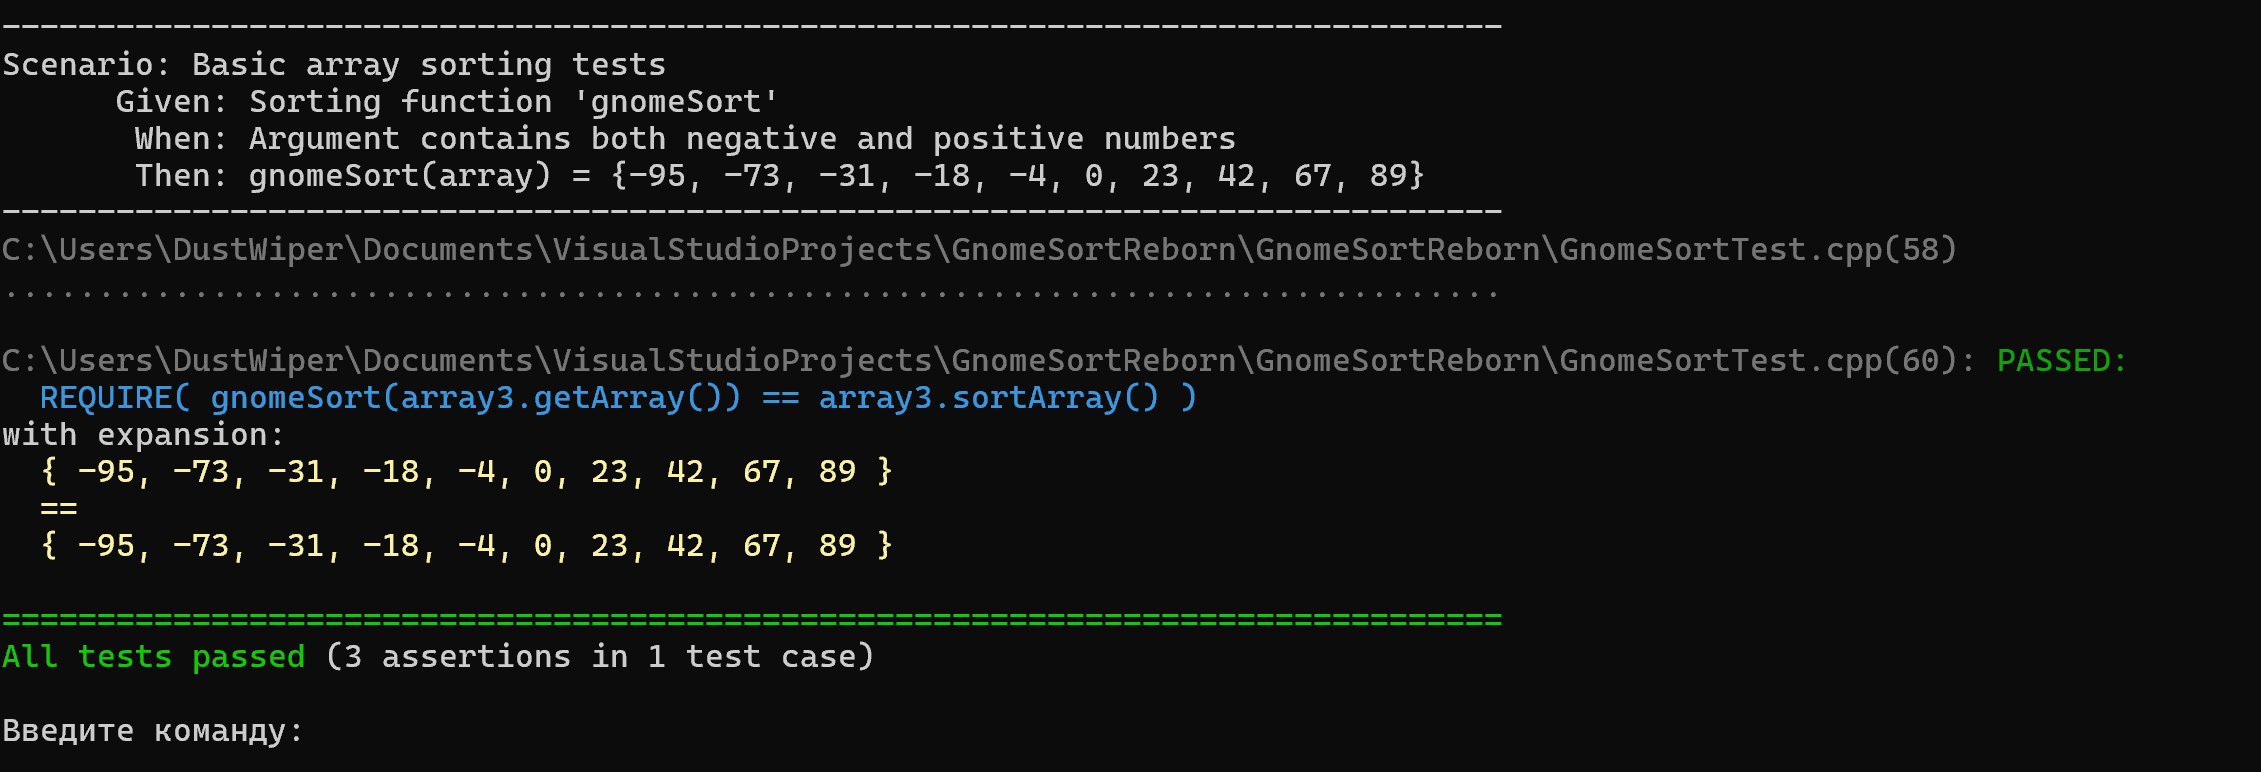 -------------------------------------------------------------------------------
Scenario: Basic array sorting tests
      Given: Sorting function 'gnomeSort'
       When: Argument contains both negative and positive numbers
       Then: gnomeSort(array) = {-95, -73, -31, -18, -4, 0, 23, 42, 67, 89}
-------------------------------------------------------------------------------
C:\Users\DustWiper\Documents\VisualStudioProjects\GnomeSortReborn\GnomeSortReborn\GnomeSortTest.cpp(58)
...............................................................................

C:\Users\DustWiper\Documents\VisualStudioProjects\GnomeSortReborn\GnomeSortReborn\GnomeSortTest.cpp(60): PASSED:
  REQUIRE( gnomeSort(array3.getArray()) == array3.sortArray() )
with expansion:
  { -95, -73, -31, -18, -4, 0, 23, 42, 67, 89 }
  ==
  { -95, -73, -31, -18, -4, 0, 23, 42, 67, 89 }

===============================================================================
All tests passed (3 assertions in 1 test case)

Введите команду: